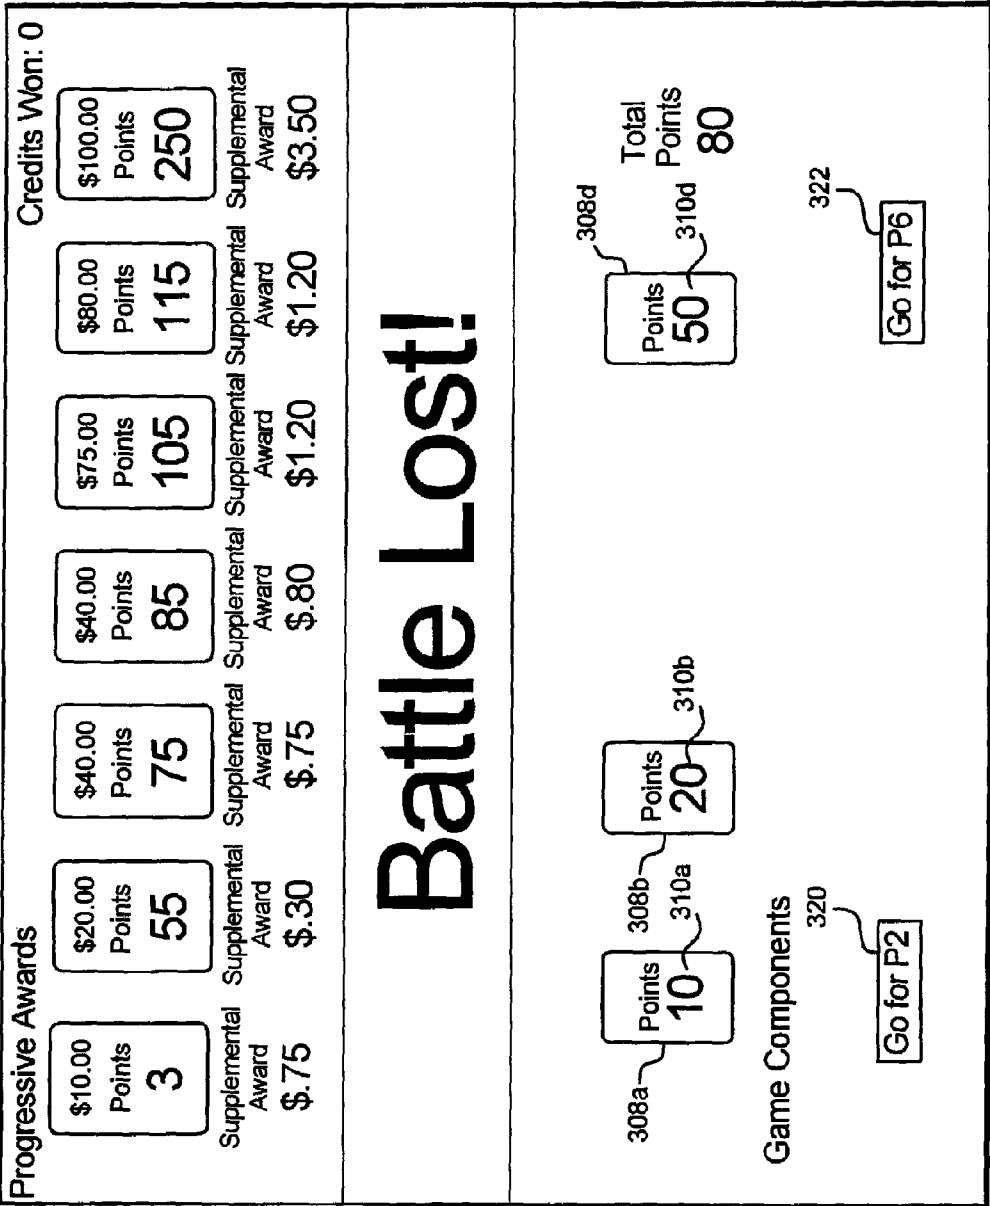 Progressive Awards
Credits Won: 0
$10.00
Points
3
Supplemental
Award
$.75
$20.00
Points
55
Supplemental
Award
$.30
$40.00
Points
75
Supplemental
Award
$.75
$40.00
Points
85
Supplemental
Award
$.80
$75.00
Points
105
Supplemental
Award
$1.20
$80.00
Points
115
Supplemental
Award
$1.20
$100.00
Points
250
Supplemental
Award
$3.50
Battle Lost!
308a
Points
10
310a
308b
Points
20
310b
308d
Points
50
310d
Total
Points
80
Game Components
320
Go for P2
322
Go for P6